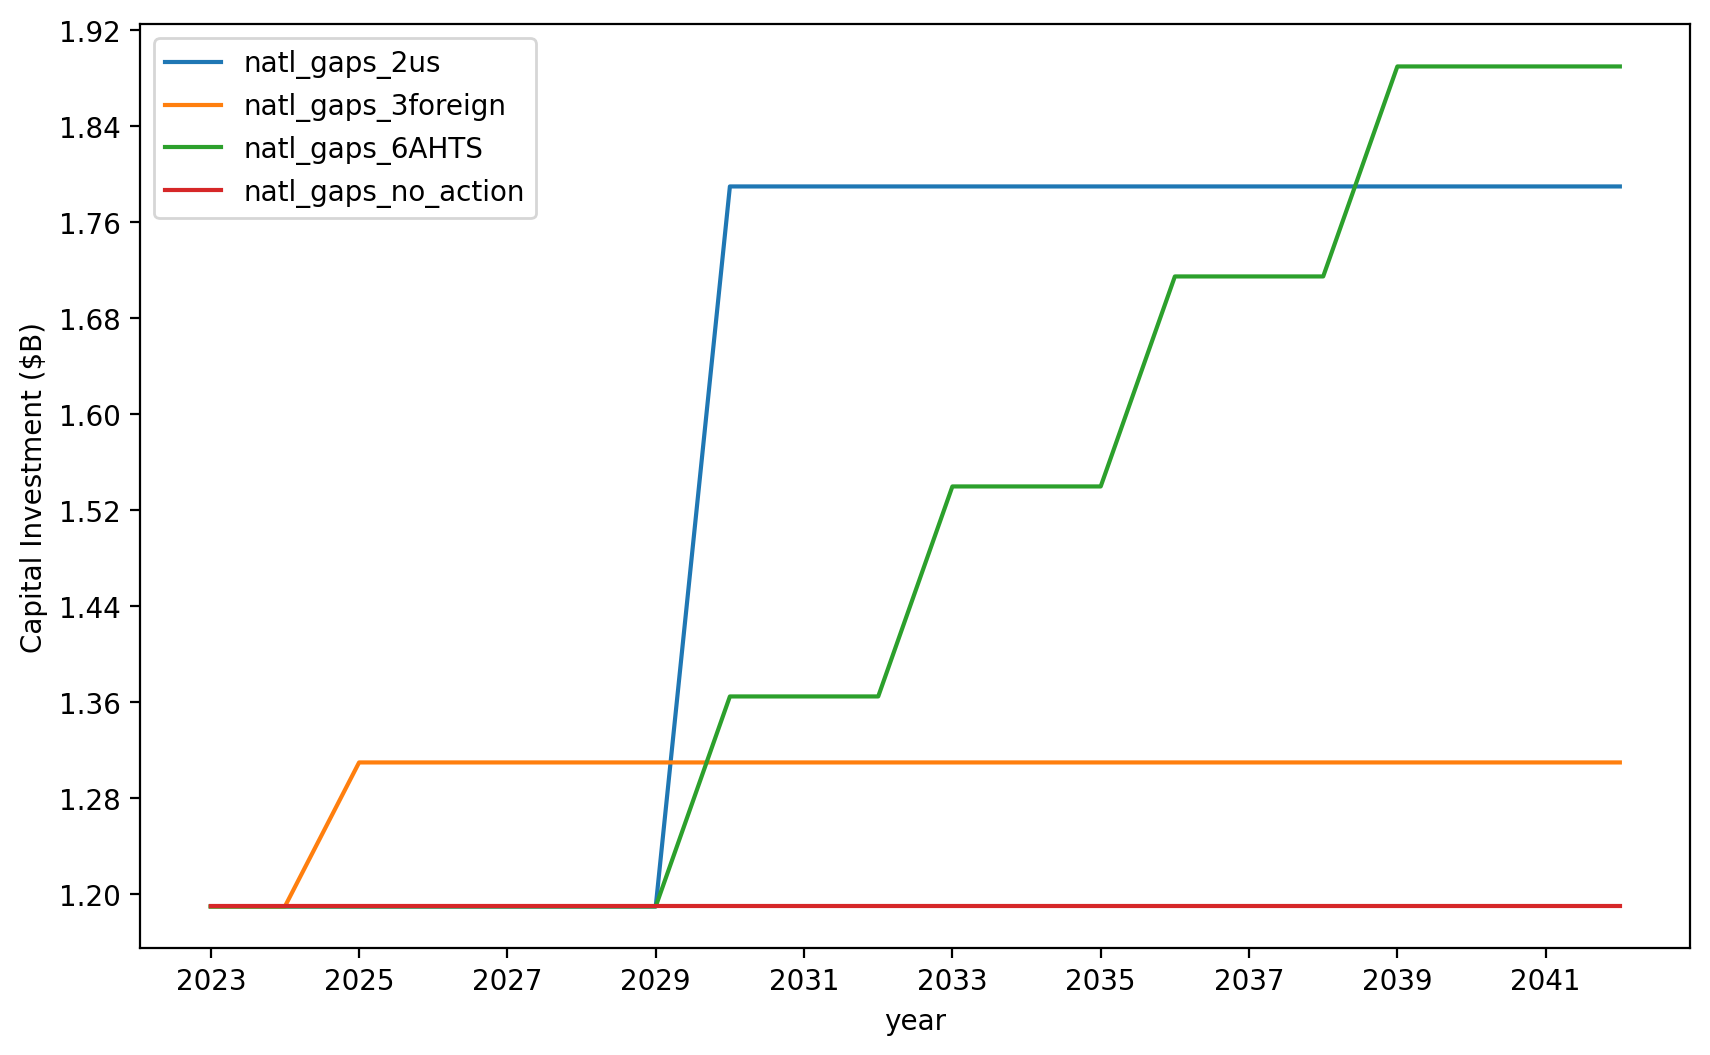 natl_gaps_2us
natl_gaps_3foreign
natl_gaps_6AHTS
natl_gaps_no_action
Capital Investment ($B)
1.92
1.84
1.76
1.68
1.60
1.52
1.44
1.36
1.28
1.20
2023 2025 2027 2029 2031 2033 2035 2037 2039 2041
year